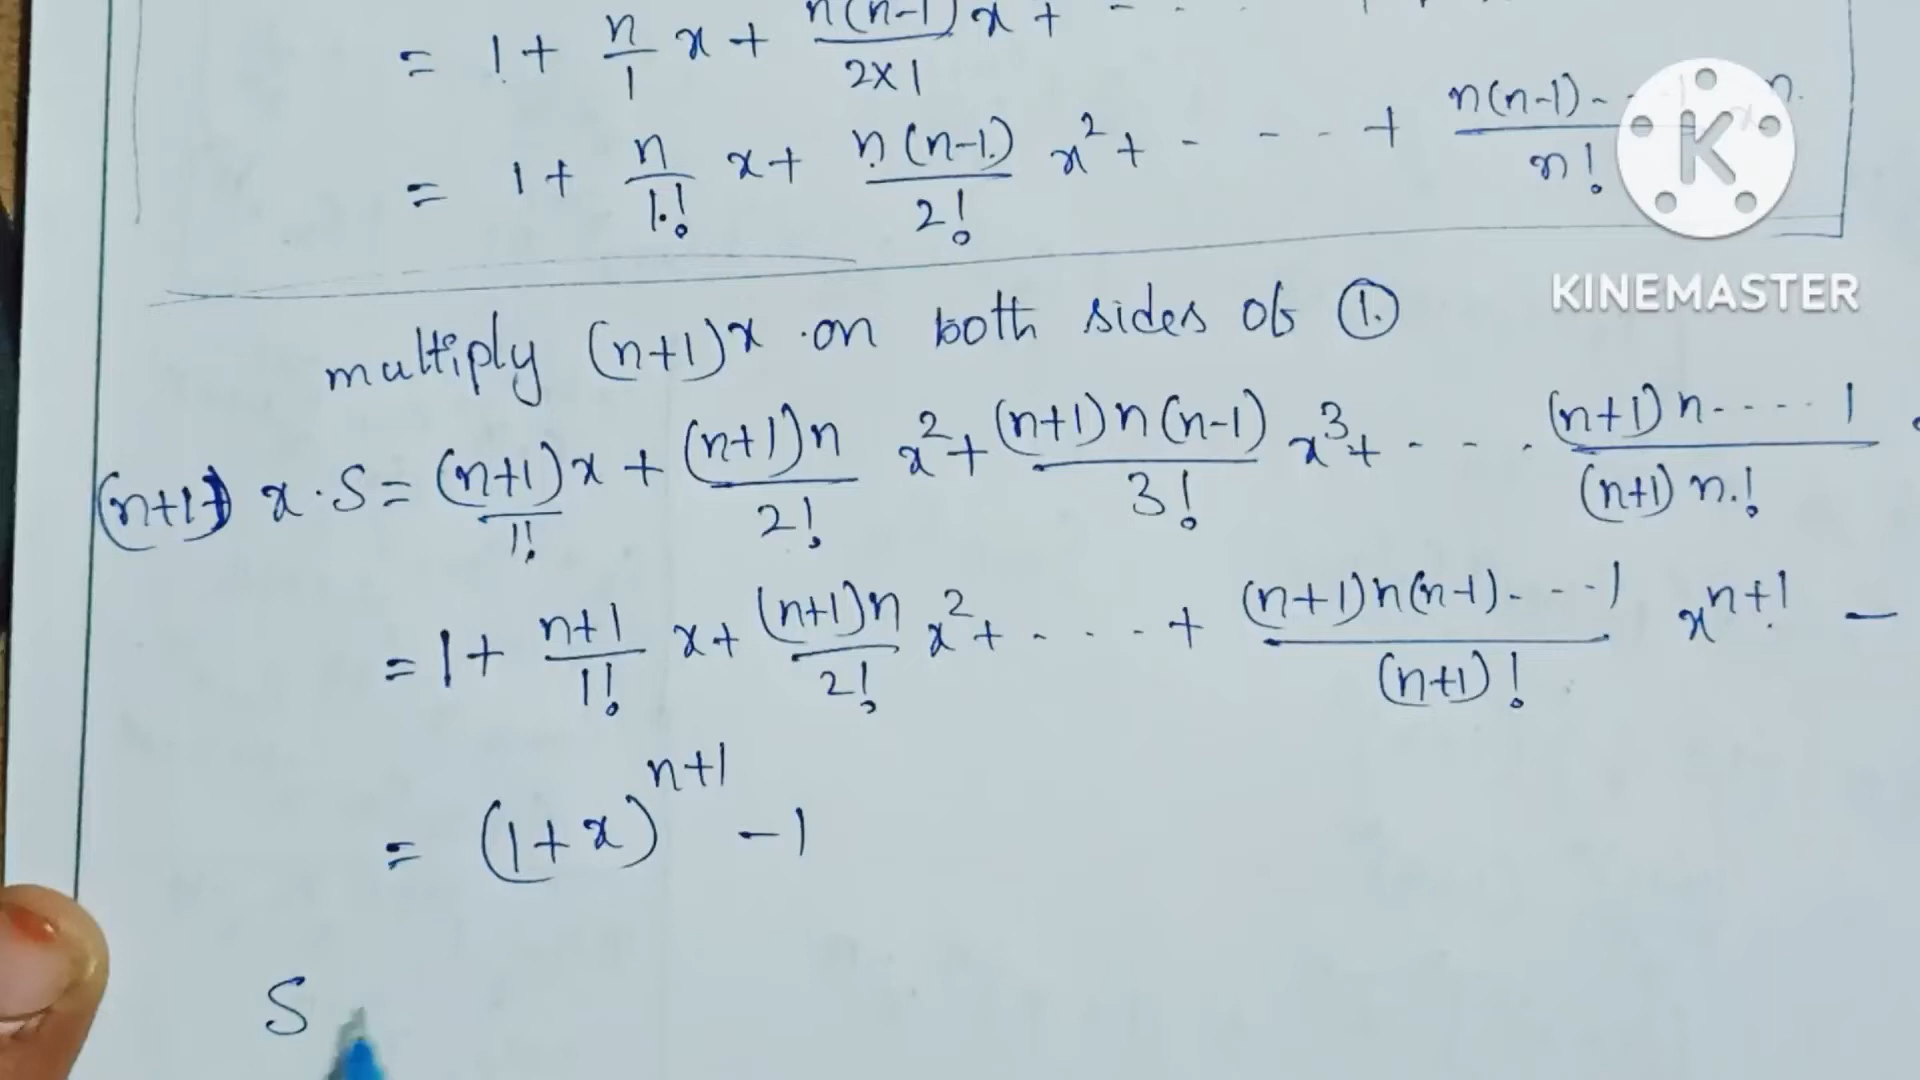 = 1 + n/1 x + n(n-1)/2×1 x + - - ·
= 1 + n/1! x + n(n-1)/2! x² + - - - - + n(n-1)- -/n!
KINEMASTER
multiply (n+1)x on both sides of ①
(n+1) x·S = (n+1)x/1! + (n+1)n/2! x² + (n+1)n(n-1)/3! x³ + - - · (n+1)n- - - -1/(n+1)n!
= 1 + n+1/1! x + (n+1)n/2! x² + - - - - + (n+1)n(n-1)- - -1/(n+1)! x^(n+1) -
= (1+x)^(n+1) - 1
S